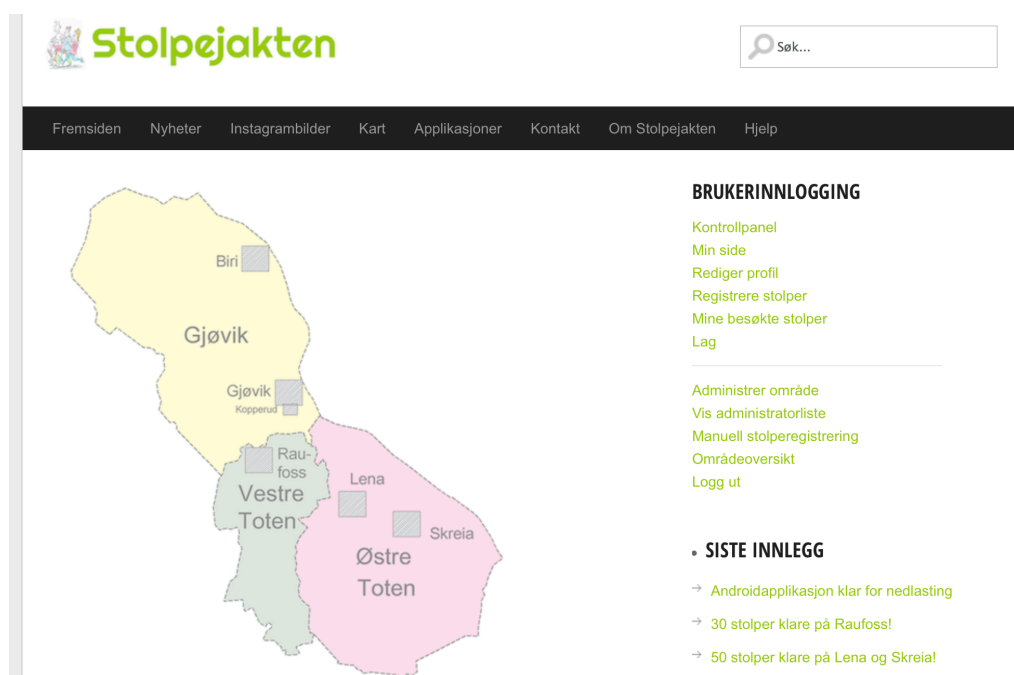 Stolpejakten
Søk...
Fremsiden Nyheter Instagrambilder Kart Applikasjoner Kontakt Om Stolpejakten Hjelp
Biri
Gjøvik
Gjøvik
Kopperud
Rau-
foss
Vestre
Toten
Lena
Skreia
Østre
Toten
BRUKERINNLOGGING
Kontrollpanel
Min side
Rediger profil
Registrere stolper
Mine besøkte stolper
Lag
Administrer område
Vis administratorliste
Manuell stolperegistrering
Områdeoversikt
Logg ut
SISTE INNLEGG
Androidapplikasjon klar for nedlasting
30 stolper klare på Raufoss!
50 stolper klare på Lena og Skreia!